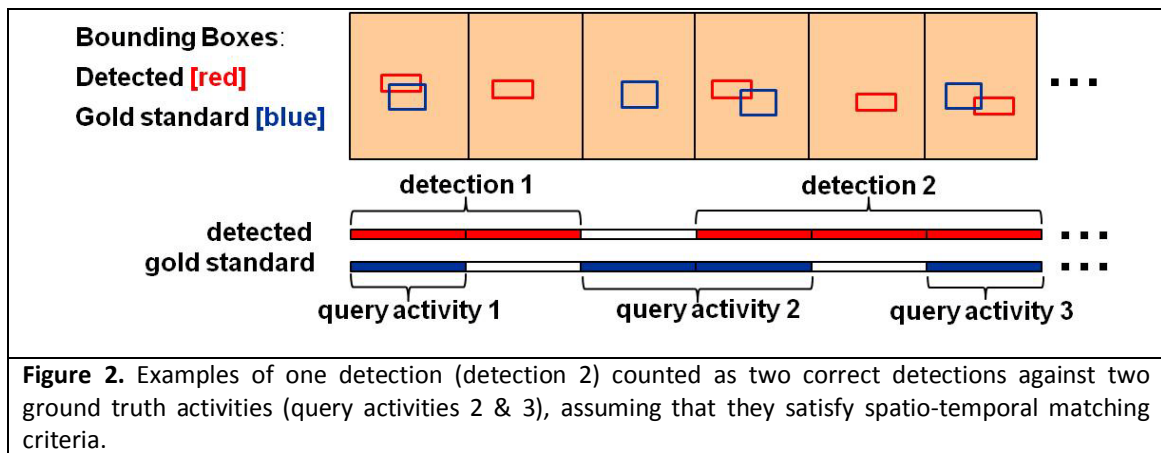 Bounding Boxes:
Detected [red]
Gold standard [blue]
...
detection 1
detection 2
detected
...
gold standard
...
query activity 1
query activity 2
query activity 3
Figure 2. Examples of one detection (detection 2) counted as two correct detections against two
ground truth activities (query activities 2 & 3), assuming that they satisfy spatio-temporal matching
criteria.